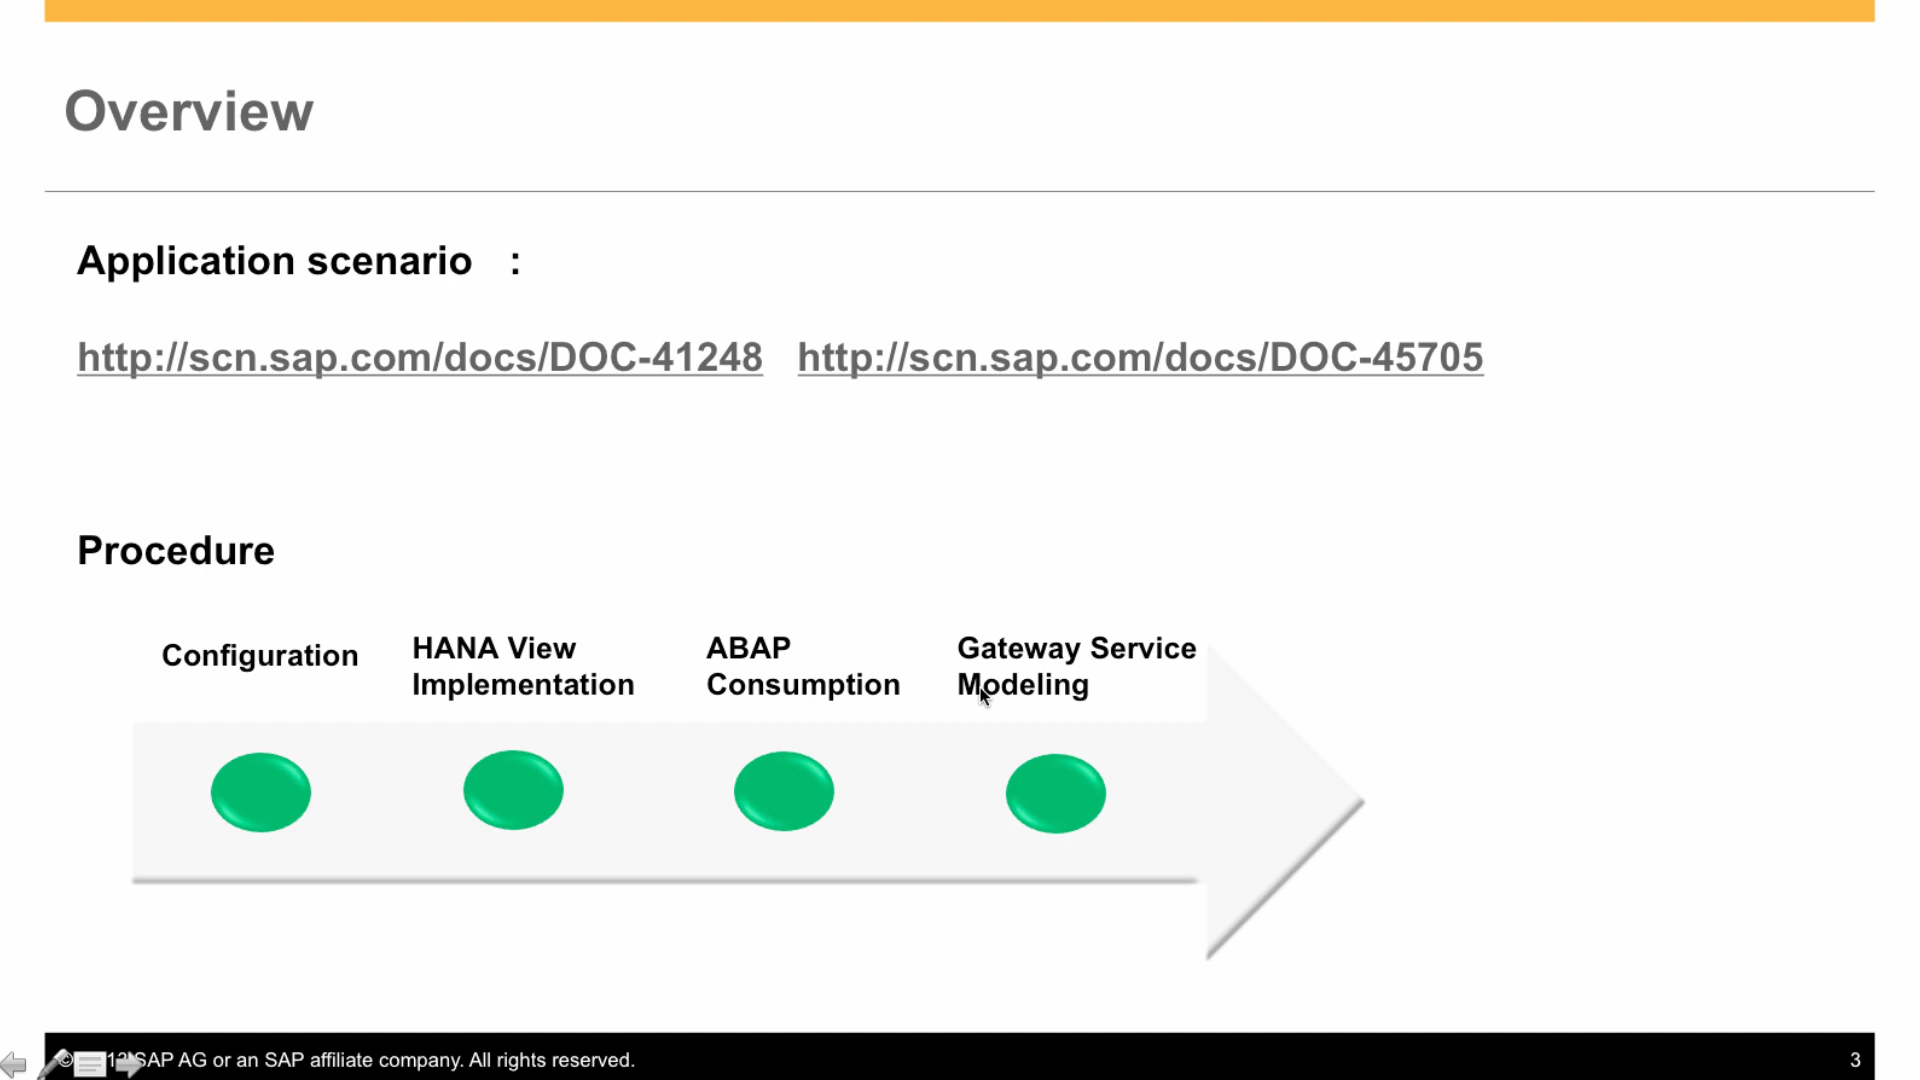 Overview
Application scenario :
http://scn.sap.com/docs/DOC-41248 http://scn.sap.com/docs/DOC-45705
Procedure
Configuration
HANA View
Implementation
ABAP
Consumption
Gateway Service
Modeling
© SAP AG or an SAP affiliate company. All rights reserved.
3